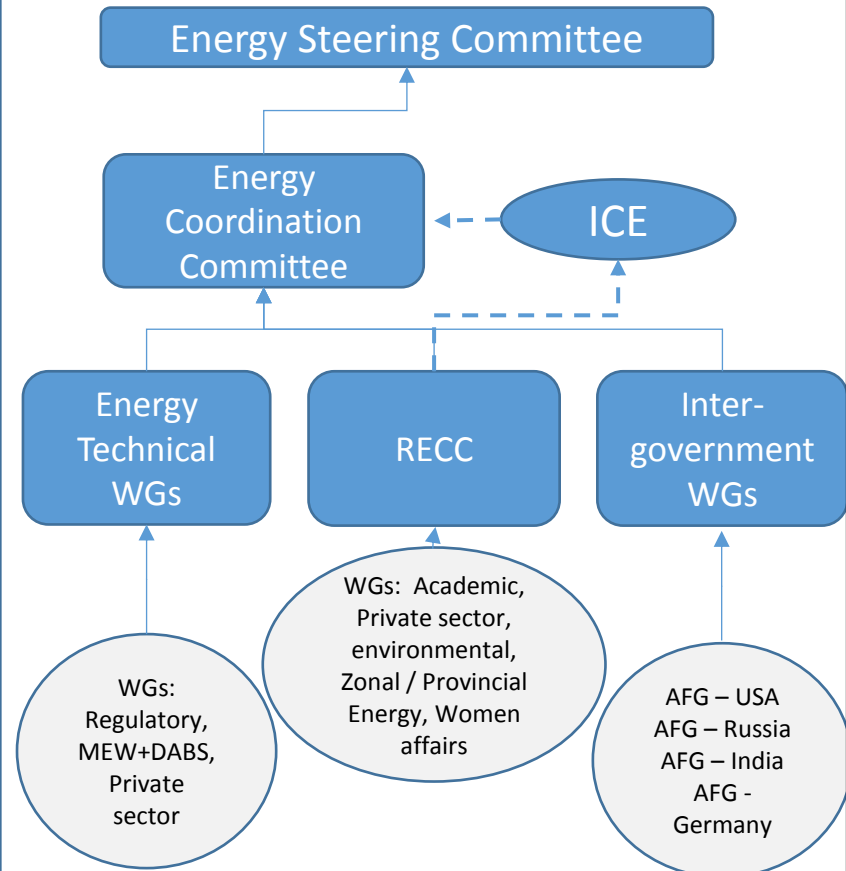 Energy Steering Committee
Energy
Coordination
Committee
ICE
Energy
Technical
WGs
RECC
Inter-
government
WGs
WGs:
Regulatory,
MEW+DABS,
Private
sector
WGs:  Academic,
Private sector,
environmental,
Zonal / Provincial
Energy, Women
affairs
AFG – USA
AFG – Russia
AFG – India
AFG -
Germany